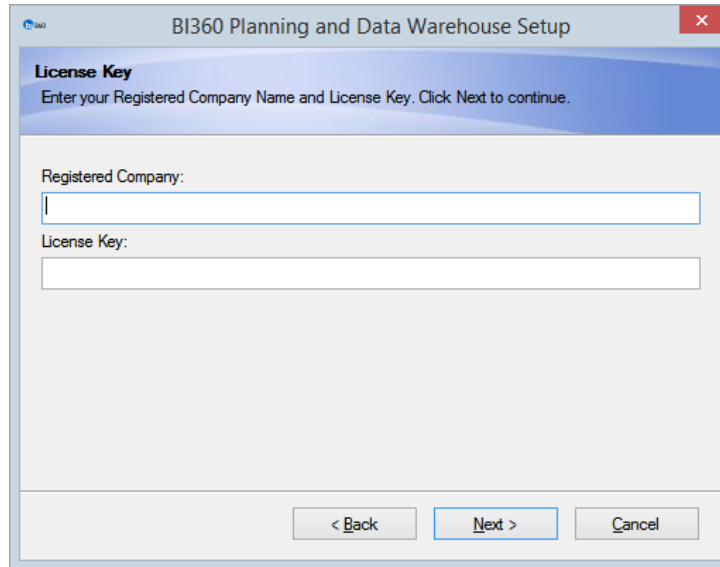 bi360
BI360 Planning and Data Warehouse Setup
License Key
Enter your Registered Company Name and License Key. Click Next to continue.
Registered Company:
License Key:
< Back
Next >
Cancel